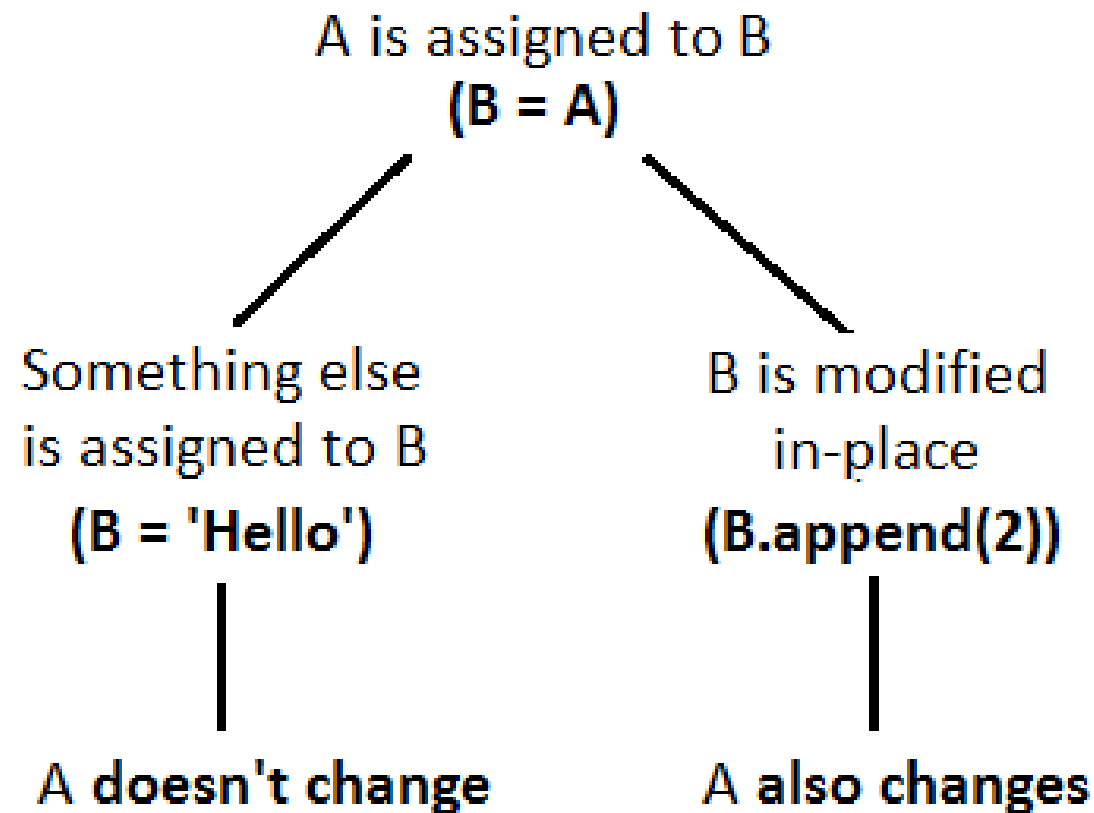 A is assigned to B
(B = A)
Something else
is assigned to B
(B = 'Hello')
A doesn't change
B is modified
in-place
(B.append(2))
A also changes